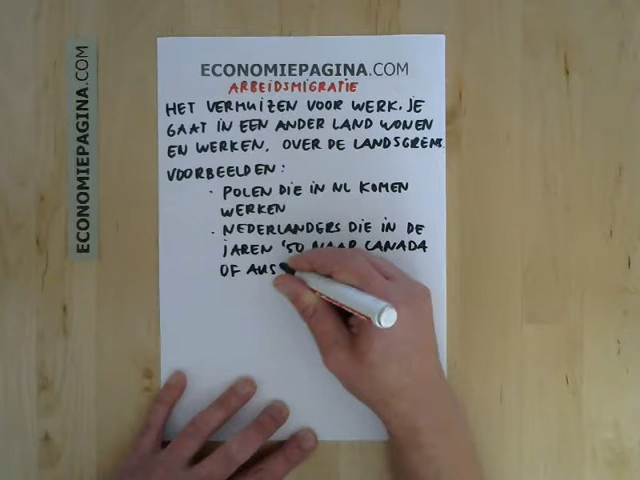 ECONOMIEPAGINA.COM
ECONOMIEPAGINA.COM
ARBEIDSMIGRATIE
HET VERHUIZEN VOOR WERK. JE
GAAT IN EEN ANDER LAND WONEN
EN WERKEN, OVER DE LANDSGRENS.
VOORBEELDEN:
· POLEN DIE IN NL KOMEN
WERKEN
· NEDERLANDERS DIE IN DE
JAREN '50 NAAR CANADA
OF AUS